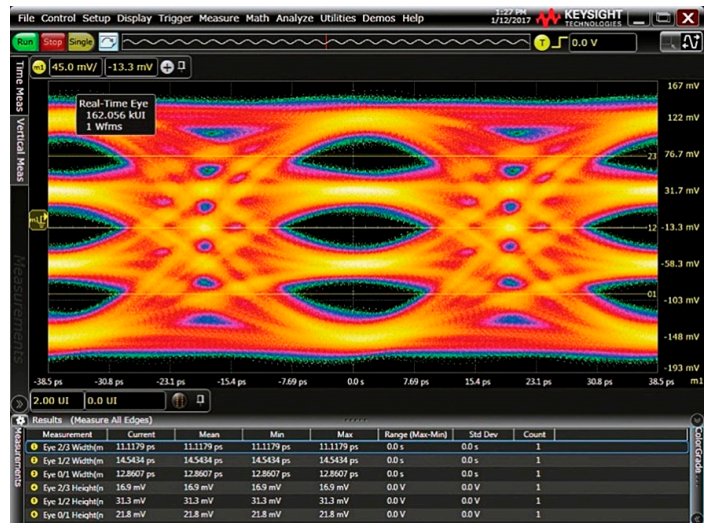 File Control Setup Display Trigger Measure Math Analyze Utilities Demos Help
1:27 PM
1/12/2017
KEYSIGHT
TECHNOLOGIES
Run Stop Single
T
0.0 V
m1 45.0 mV/ -13.3 mV
Time Meas
Vertical Meas
Measurements
Real-Time Eye
162.056 kUI
1 Wfms
167 mV
122 mV
23 76.7 mV
31.7 mV
12 -13.3 mV
-58.3 mV
01 -103 mV
-148 mV
-193 mV
-38.5 ps -30.8 ps -23.1 ps -15.4 ps -7.69 ps 0.0 s 7.69 ps 15.4 ps 23.1 ps 30.8 ps 38.5 ps m1
2.00 UI 0.0 UI
Results (Measure All Edges)
Measurements
ColorGrade ...
Measurement Current Mean Min Max Range (Max-Min) Std Dev Count
Eye 2/3 Width(m 11.1179 ps 11.1179 ps 11.1179 ps 11.1179 ps 0.0 s 0.0 s 1
Eye 1/2 Width(m 14.5434 ps 14.5434 ps 14.5434 ps 14.5434 ps 0.0 s 0.0 s 1
Eye 0/1 Width(m 12.8607 ps 12.8607 ps 12.8607 ps 12.8607 ps 0.0 s 0.0 s 1
Eye 2/3 Height(n 16.9 mV 16.9 mV 16.9 mV 16.9 mV 0.0 V 0.0 V 1
Eye 1/2 Height(n 31.3 mV 31.3 mV 31.3 mV 31.3 mV 0.0 V 0.0 V 1
Eye 0/1 Height(n 21.8 mV 21.8 mV 21.8 mV 21.8 mV 0.0 V 0.0 V 1